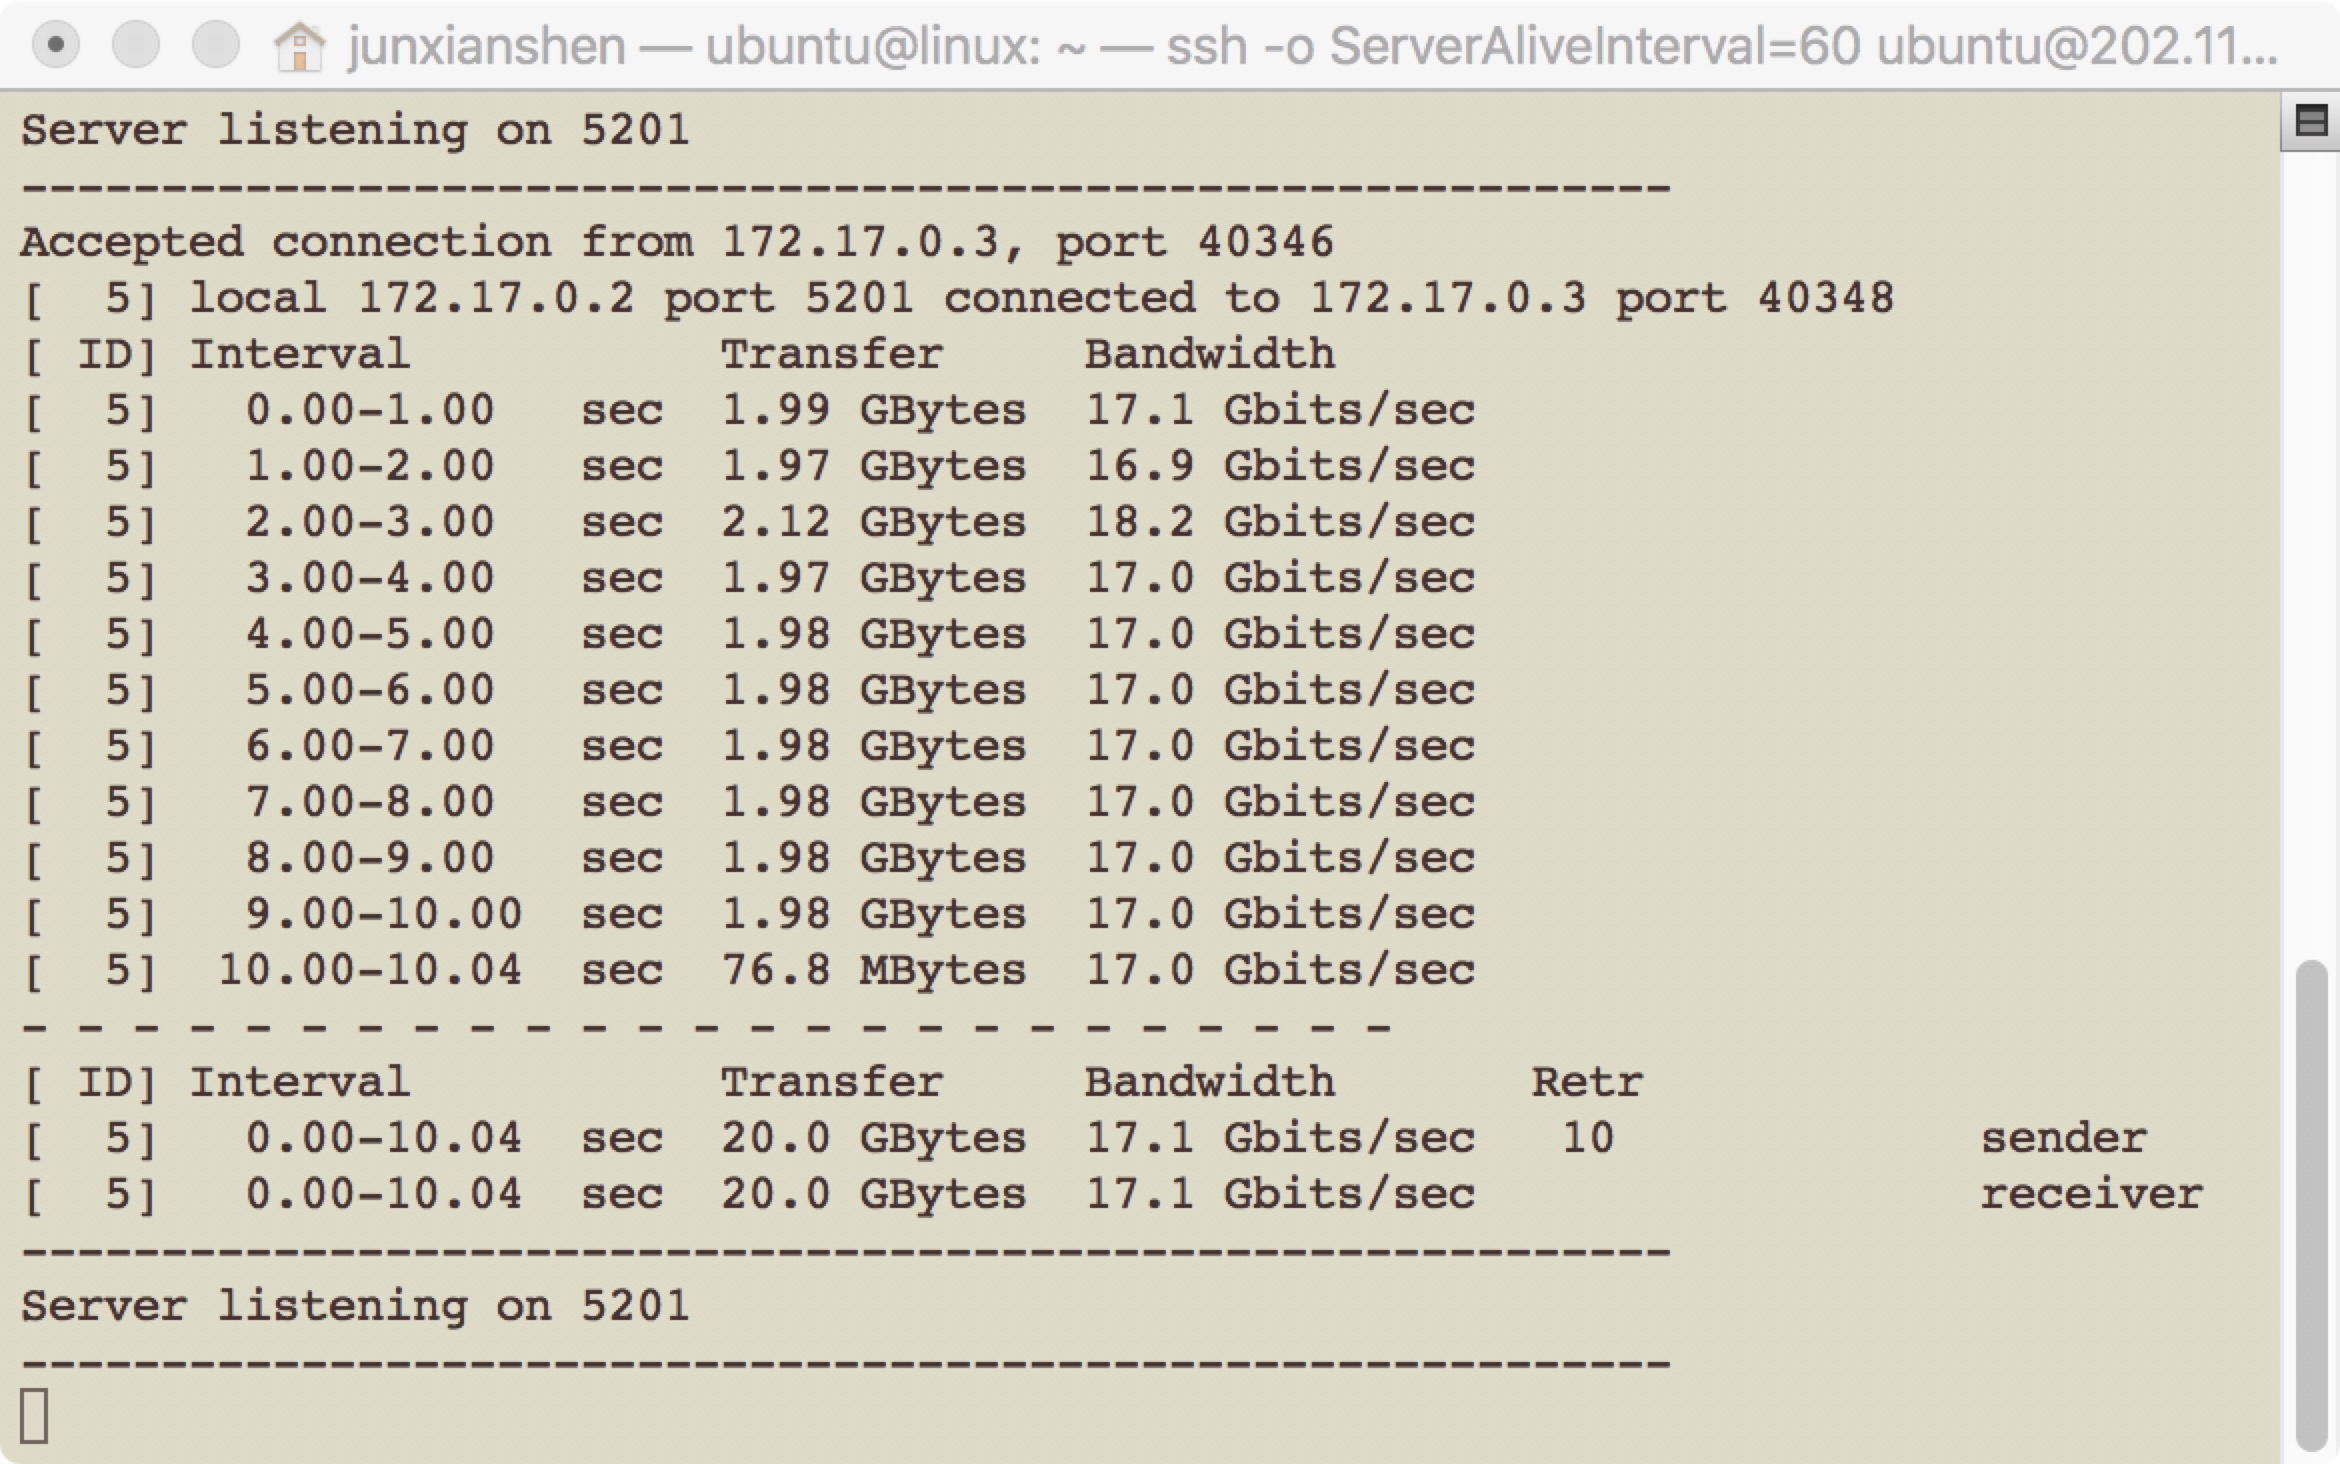 junxianshen — ubuntu@linux: ~ — ssh -o ServerAliveInterval=60 ubuntu@202.11...
Server listening on 5201
-----------------------------------------------------------
Accepted connection from 172.17.0.3, port 40346
[  5] local 172.17.0.2 port 5201 connected to 172.17.0.3 port 40348
[ ID] Interval           Transfer     Bandwidth
[  5]   0.00-1.00   sec  1.99 GBytes  17.1 Gbits/sec
[  5]   1.00-2.00   sec  1.97 GBytes  16.9 Gbits/sec
[  5]   2.00-3.00   sec  2.12 GBytes  18.2 Gbits/sec
[  5]   3.00-4.00   sec  1.97 GBytes  17.0 Gbits/sec
[  5]   4.00-5.00   sec  1.98 GBytes  17.0 Gbits/sec
[  5]   5.00-6.00   sec  1.98 GBytes  17.0 Gbits/sec
[  5]   6.00-7.00   sec  1.98 GBytes  17.0 Gbits/sec
[  5]   7.00-8.00   sec  1.98 GBytes  17.0 Gbits/sec
[  5]   8.00-9.00   sec  1.98 GBytes  17.0 Gbits/sec
[  5]   9.00-10.00  sec  1.98 GBytes  17.0 Gbits/sec
[  5]  10.00-10.04  sec  76.8 MBytes  17.0 Gbits/sec
- - - - - - - - - - - - - - - - - - - - - - - - -
[ ID] Interval           Transfer     Bandwidth       Retr
[  5]   0.00-10.04  sec  20.0 GBytes  17.1 Gbits/sec   10             sender
[  5]   0.00-10.04  sec  20.0 GBytes  17.1 Gbits/sec                  receiver
-----------------------------------------------------------
Server listening on 5201
-----------------------------------------------------------